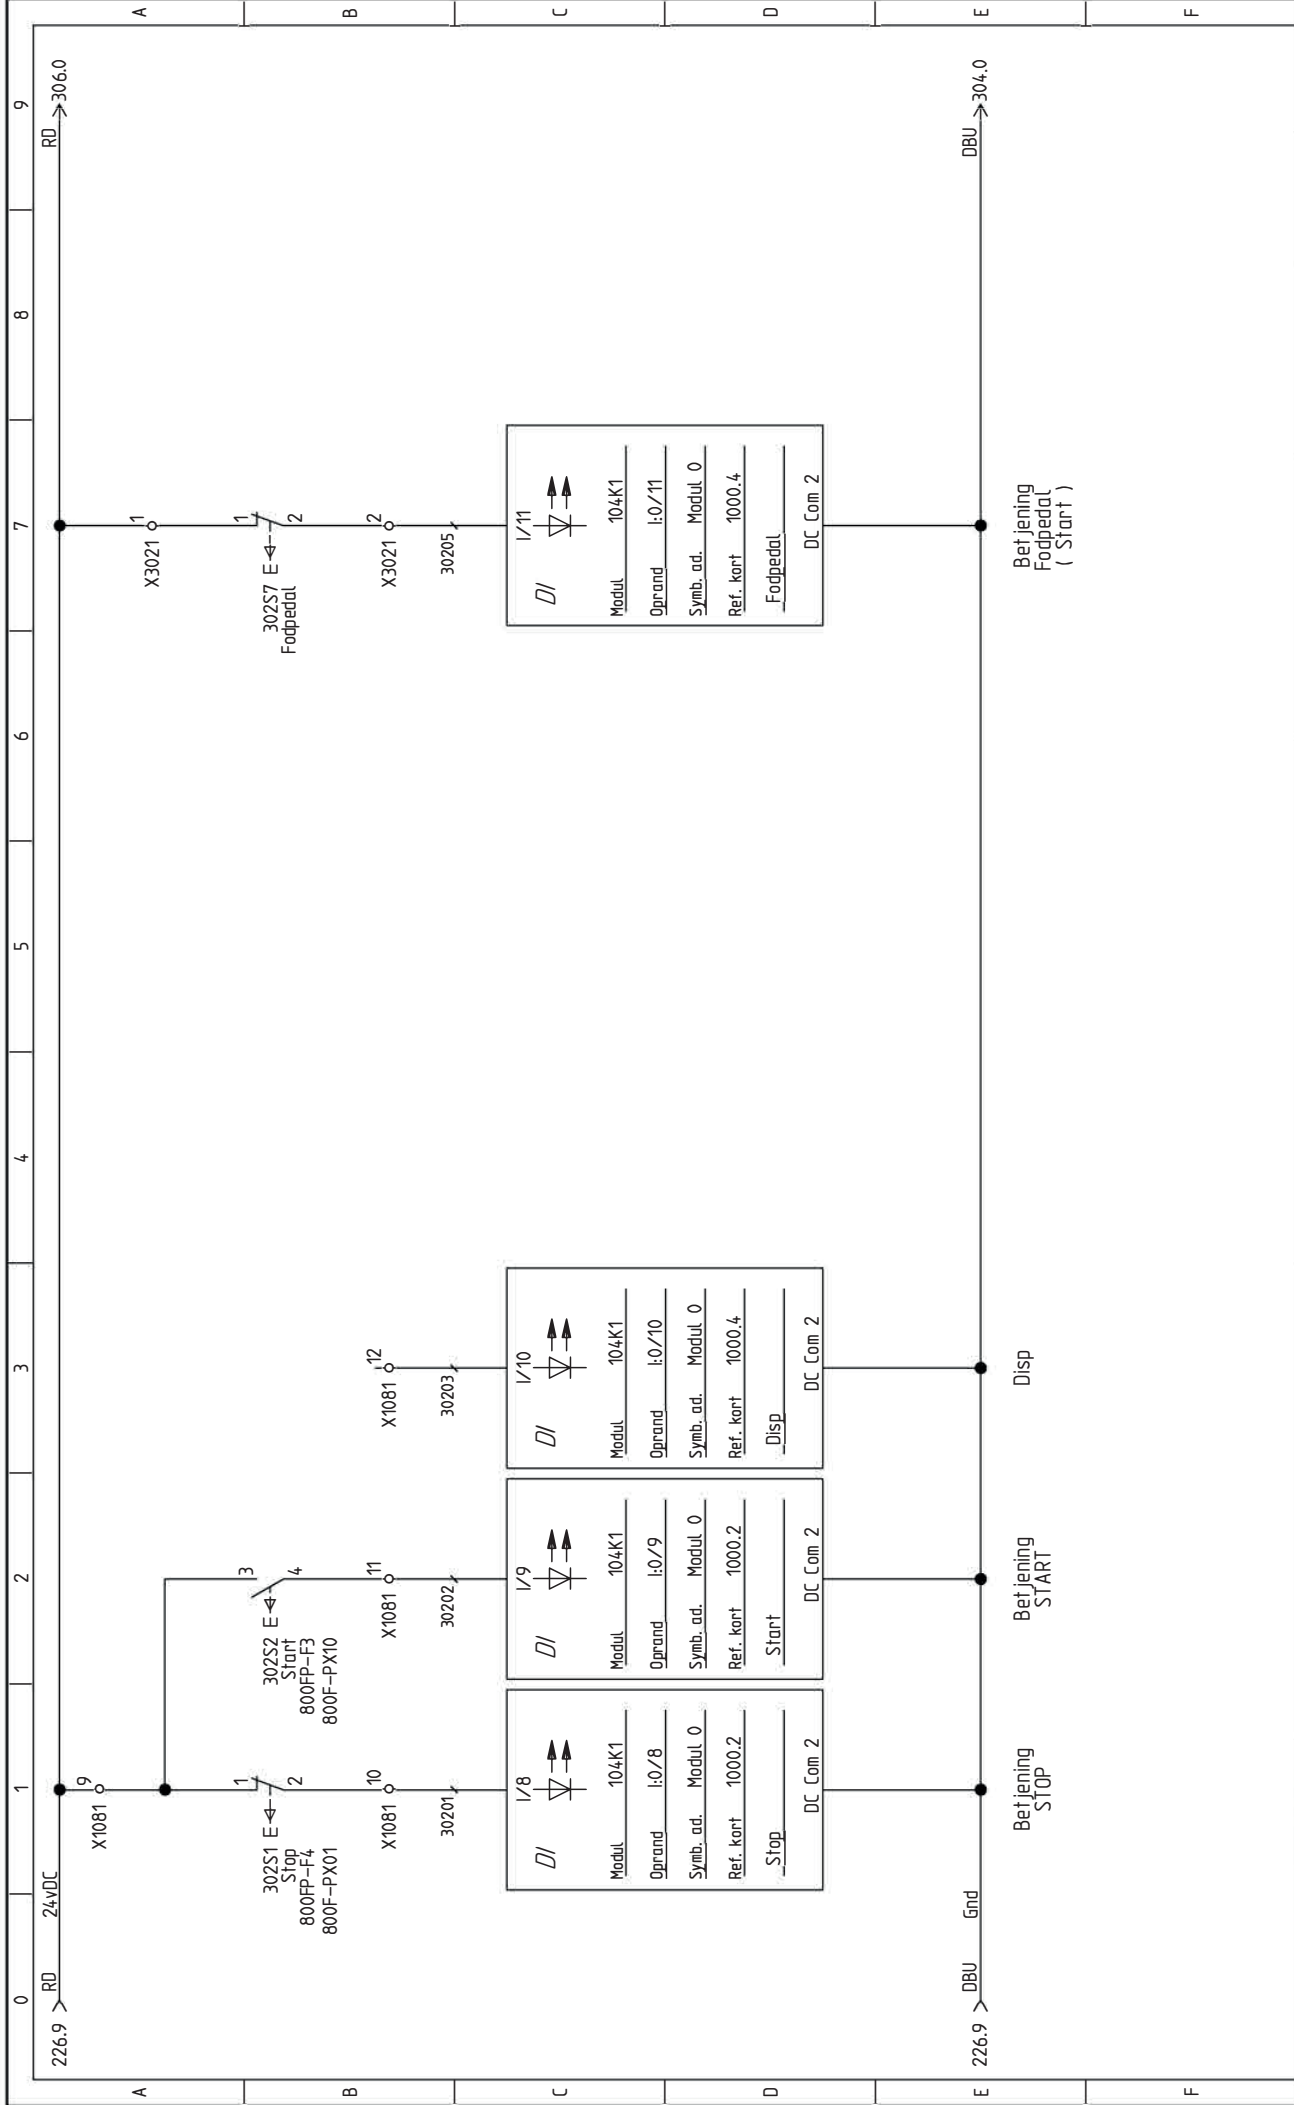 0 1 2 3 4 5 6 7 8 9
A A
B B
C C
D D
E E
F F
226.9 RD 24vDC RD 306.0
X1081 9
X3021 1
302S1 E 1 2
Stop
800FP-F4
800F-PX01
302S2 E 3 4
Start
800FP-F3
800F-PX10
302S7 E 1 2
Fodpedal
X1081 10
X1081 11
X1081 12
X3021 2
30201
30202
30203
30205
DI I/8
Modul 104K1
Oprand I:0/8
Symb. ad. Modul 0
Ref. kort 1000.2
Stop
DC Com 2
DI I/9
Modul 104K1
Oprand I:0/9
Symb. ad. Modul 0
Ref. kort 1000.2
Start
DC Com 2
DI I/10
Modul 104K1
Oprand I:0/10
Symb. ad. Modul 0
Ref. kort 1000.4
Disp
DC Com 2
DI I/11
Modul 104K1
Oprand I:0/11
Symb. ad. Modul 0
Ref. kort 1000.4
Fodpedal
DC Com 2
226.9 DBU Gnd DBU 304.0
Betjening
STOP
Betjening
START
Disp
Betjening
Fodpedal
( Start )